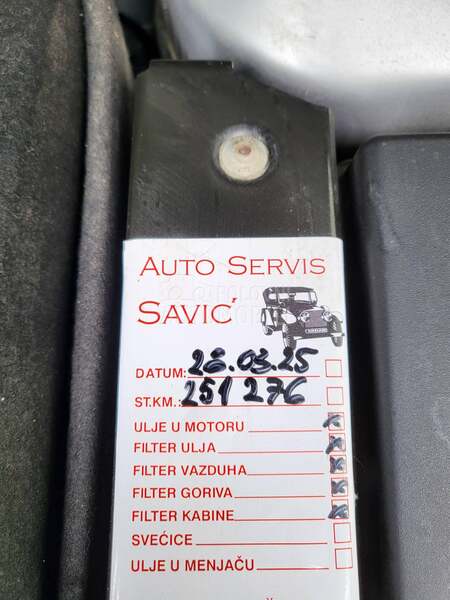 AUTO SERVIS
SAVIĆ
DATUM: 26.03.25
ST.KM.: 251 276
ULJE U MOTORU x
FILTER ULJA x
FILTER VAZDUHA x
FILTER GORIVA x
FILTER KABINE x
SVEĆICE
ULJE U MENJAČU